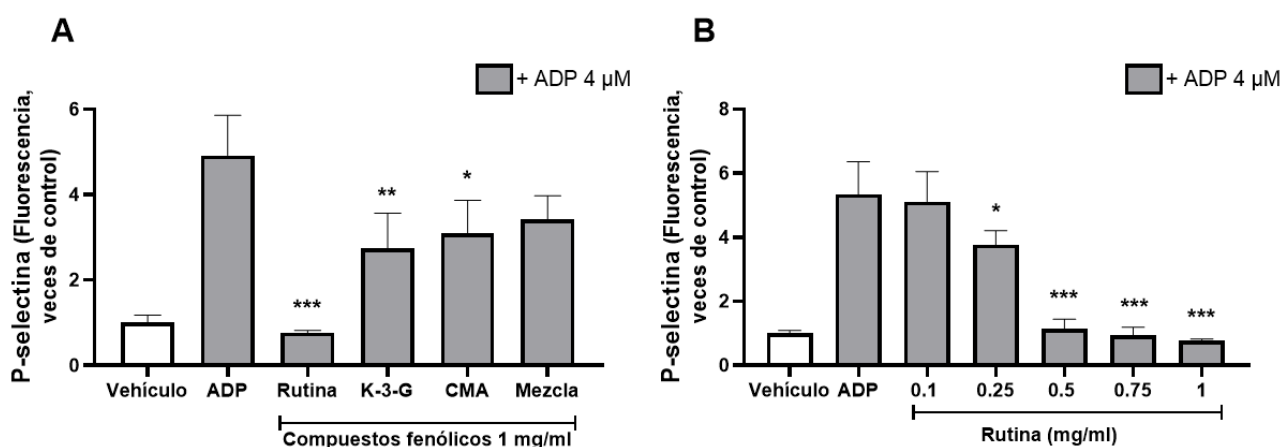 A
+ ADP 4 μM
P-selectina (Fluorescencia,
veces de control)
6
4
2
0
***
**
*
Vehículo ADP Rutina K-3-G CMA Mezcla
Compuestos fenólicos 1 mg/ml
B
+ ADP 4 μM
P-selectina (Fluorescencia,
veces de control)
8
6
4
2
0
*
***
***
***
Vehículo ADP 0.1 0.25 0.5 0.75 1
Rutina (mg/ml)